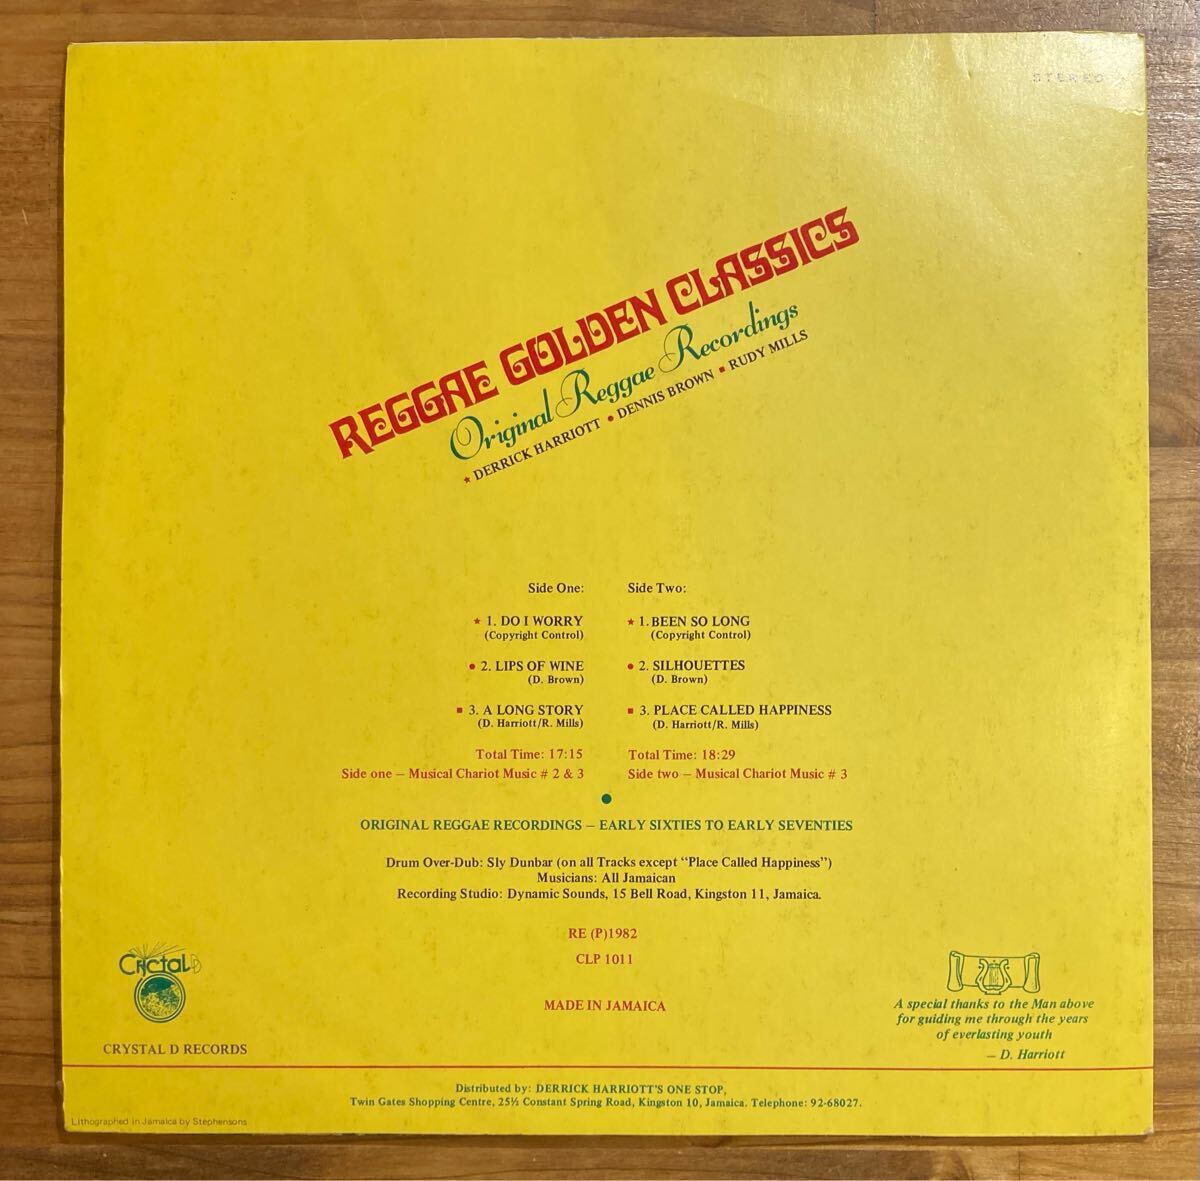 STEREO
REGGAE GOLDEN CLASSICS
Original Reggae Recordings
★ DERRICK HARRIOTT ● DENNIS BROWN ■ RUDY MILLS
Side One:
★ 1. DO I WORRY
(Copyright Control)
● 2. LIPS OF WINE
(D. Brown)
■ 3. A LONG STORY
(D. Harriott/R. Mills)
Total Time: 17:15
Side one – Musical Chariot Music # 2 & 3
Side Two:
★ 1. BEEN SO LONG
(Copyright Control)
● 2. SILHOUETTES
(D. Brown)
■ 3. PLACE CALLED HAPPINESS
(D. Harriott/R. Mills)
Total Time: 18:29
Side two – Musical Chariot Music # 3
ORIGINAL REGGAE RECORDINGS – EARLY SIXTIES TO EARLY SEVENTIES
Drum Over-Dub: Sly Dunbar (on all Tracks except “Place Called Happiness”)
Musicians: All Jamaican
Recording Studio: Dynamic Sounds, 15 Bell Road, Kingston 11, Jamaica.
RE (P)1982
CLP 1011
MADE IN JAMAICA
CRYSTAL D RECORDS
A special thanks to the Man above
for guiding me through the years
of everlasting youth
– D. Harriott
Distributed by: DERRICK HARRIOTT'S ONE STOP,
Twin Gates Shopping Centre, 25½ Constant Spring Road, Kingston 10, Jamaica. Telephone: 92-68027.
Lithographed in Jamaica by Stephensons